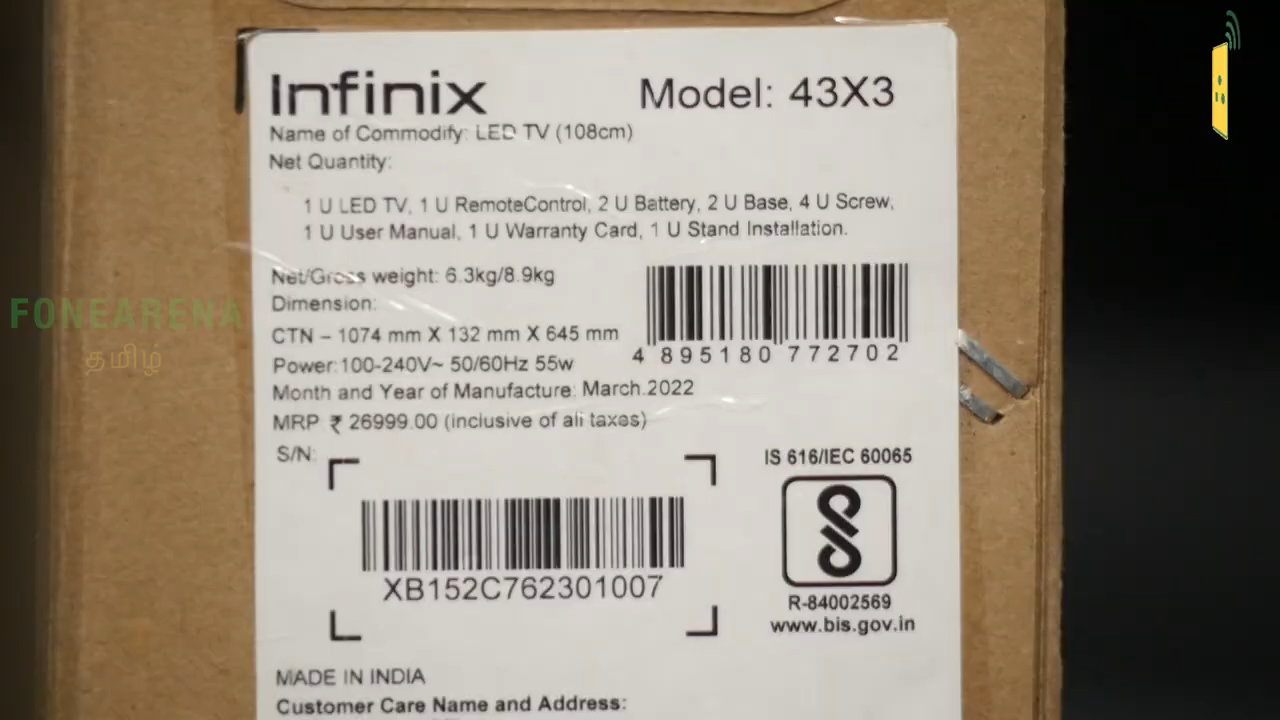 Infinix
Model: 43X3
Name of Commodify: LED TV (108cm)
Net Quantity:
1 U LED TV, 1 U RemoteControl, 2 U Battery, 2 U Base, 4 U Screw,
1 U User Manual, 1 U Warranty Card, 1 U Stand Installation.
Net/Gross weight: 6.3kg/8.9kg
Dimension:
CTN – 1074 mm X 132 mm X 645 mm
Power:100-240V~ 50/60Hz 55w
4 895180 772702
Month and Year of Manufacture: March.2022
MRP ₹ 26999.00 (inclusive of all taxes)
S/N:
XB152C762301007
IS 616/IEC 60065
R-84002569
www.bis.gov.in
MADE IN INDIA
Customer Care Name and Address:
FONEARENA
தமிழ்